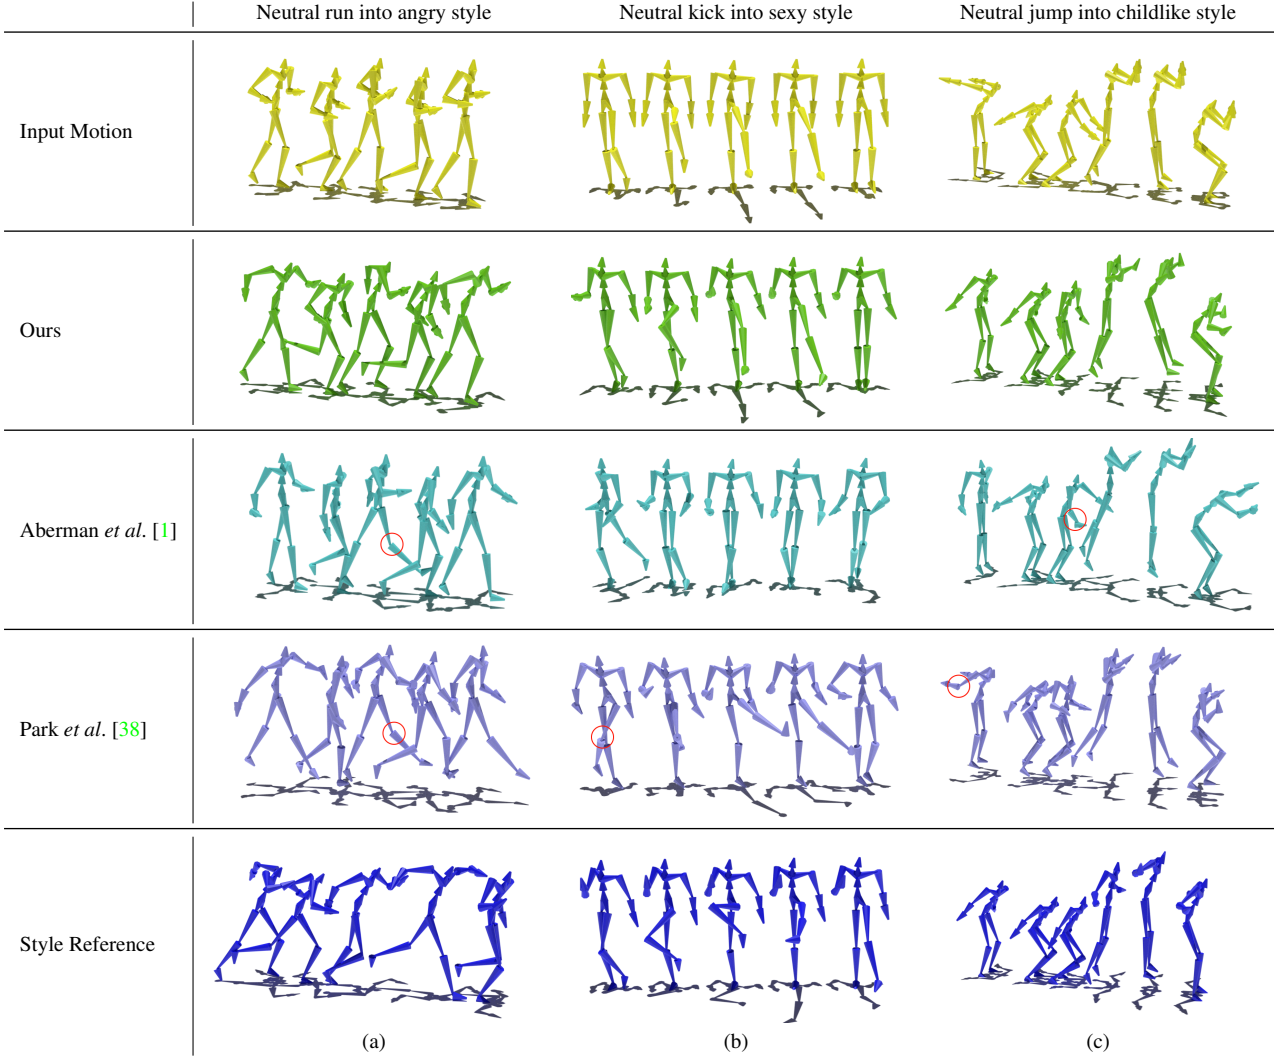 Neutral run into angry style Neutral kick into sexy style Neutral jump into childlike style
Input Motion
Ours
Aberman et al. [1]
Park et al. [38]
Style Reference
(a) (b) (c)